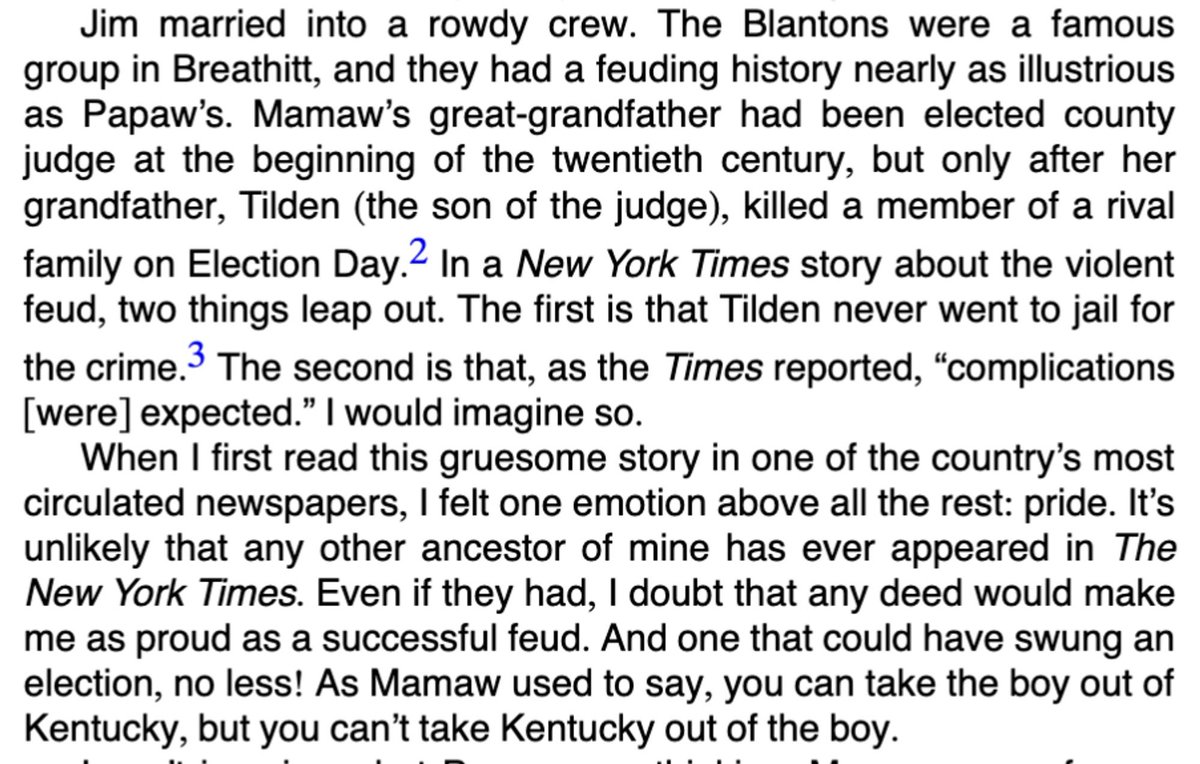 Jim married into a rowdy crew. The Blantons were a famous
group in Breathitt, and they had a feuding history nearly as illustrious
as Papaw's. Mamaw's great-grandfather had been elected county
judge at the beginning of the twentieth century, but only after her
grandfather, Tilden (the son of the judge), killed a member of a rival
family on Election Day.2 In a New York Times story about the violent
feud, two things leap out. The first is that Tilden never went to jail for
the crime.3 The second is that, as the Times reported, “complications
[were] expected.” I would imagine so.
When I first read this gruesome story in one of the country's most
circulated newspapers, I felt one emotion above all the rest: pride. It's
unlikely that any other ancestor of mine has ever appeared in The
New York Times. Even if they had, I doubt that any deed would make
me as proud as a successful feud. And one that could have swung an
election, no less! As Mamaw used to say, you can take the boy out of
Kentucky, but you can't take Kentucky out of the boy.